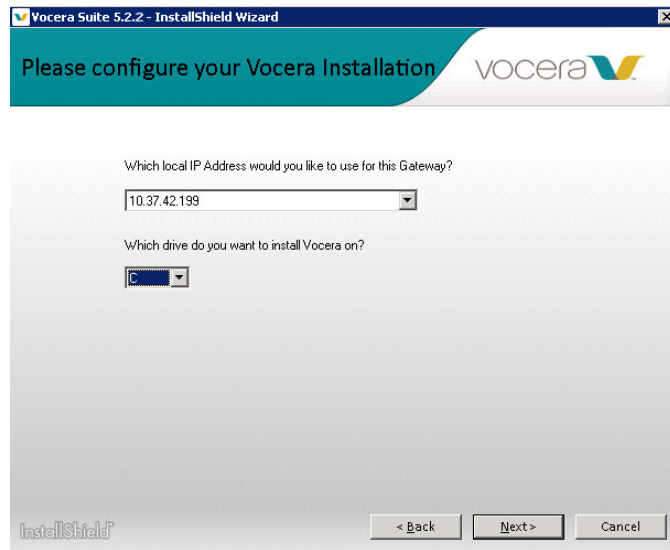 Vocera Suite 5.2.2 - InstallShield Wizard
Please configure your Vocera Installation
vocera
Which local IP Address would you like to use for this Gateway?
10.37.42.199
Which drive do you want to install Vocera on?
C
InstallShield
< Back Next > Cancel